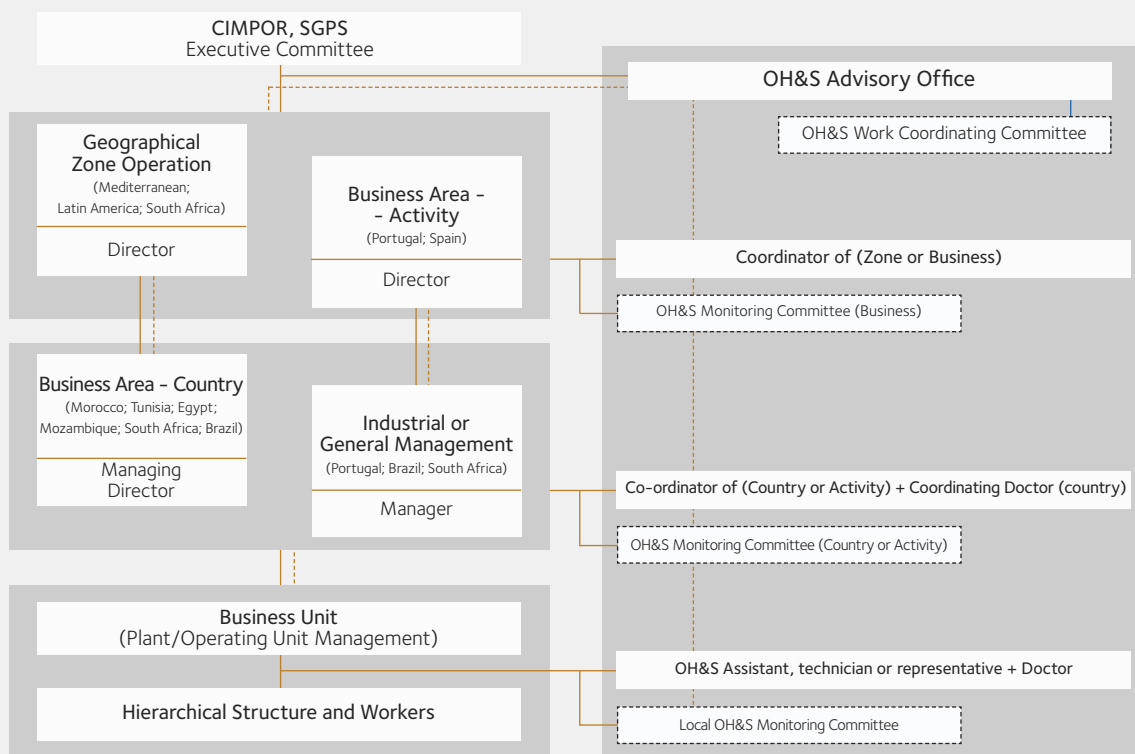 CIMPOR, SGPS
Executive Committee
OH&S Advisory Office
OH&S Work Coordinating Committee
Geographical
Zone Operation
(Mediterranean;
Latin America; South Africa)
Director
Business Area -
- Activity
(Portugal; Spain)
Director
Coordinator of (Zone or Business)
OH&S Monitoring Committee (Business)
Business Area - Country
(Morocco; Tunisia; Egypt;
Mozambique; South Africa; Brazil)
Managing
Director
Industrial or
General Management
(Portugal; Brazil; South Africa)
Manager
Co-ordinator of (Country or Activity) + Coordinating Doctor (country)
OH&S Monitoring Committee (Country or Activity)
Business Unit
(Plant/Operating Unit Management)
Hierarchical Structure and Workers
OH&S Assistant, technician or representative + Doctor
Local OH&S Monitoring Committee